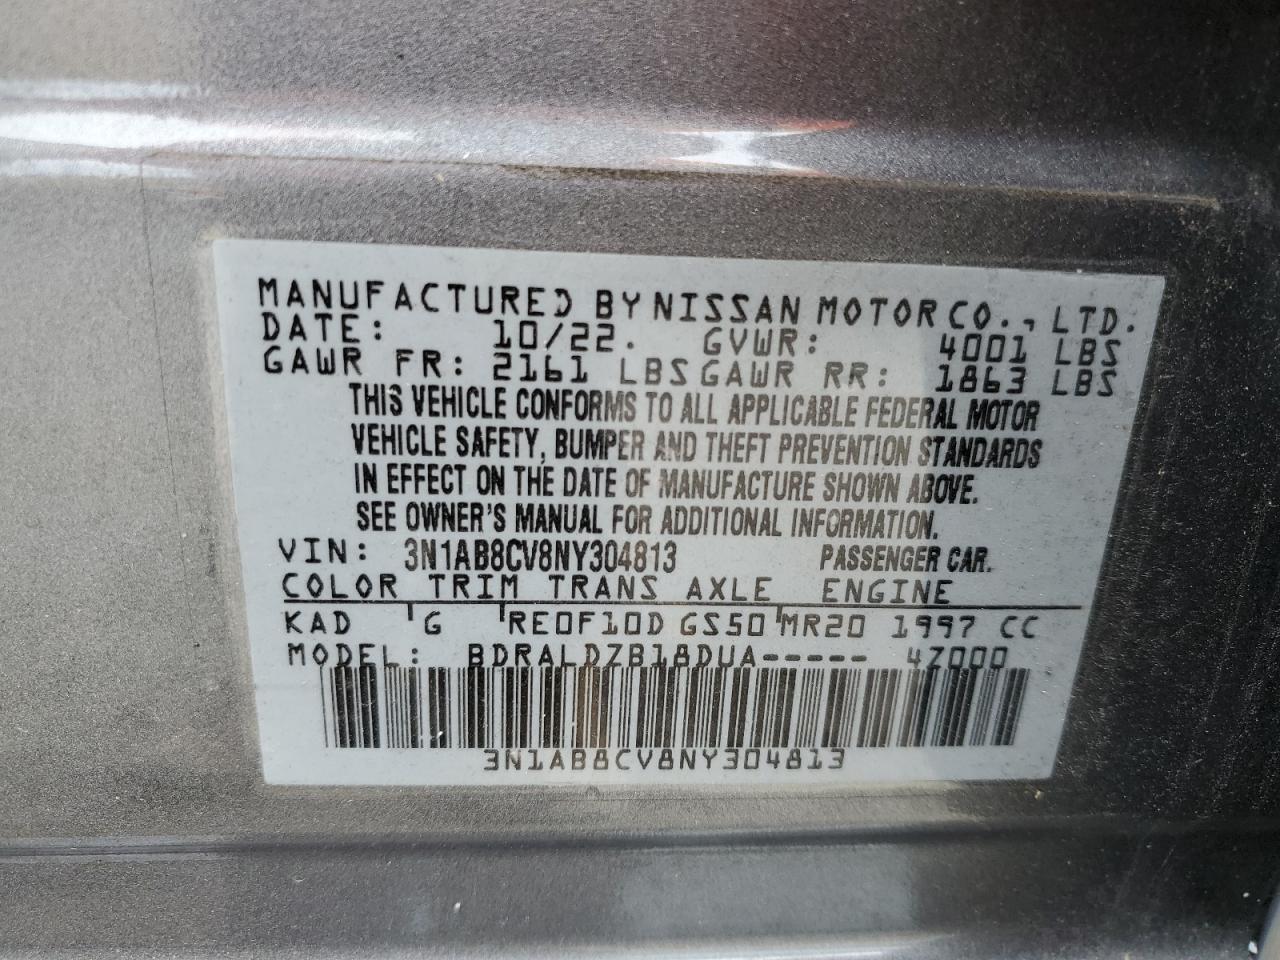 MANUFACTURED BY NISSAN MOTOR CO., LTD.
DATE: 10/22. GVWR: 4001 LBS
GAWR FR: 2161 LBS GAWR RR: 1863 LBS
THIS VEHICLE CONFORMS TO ALL APPLICABLE FEDERAL MOTOR
VEHICLE SAFETY, BUMPER AND THEFT PREVENTION STANDARDS
IN EFFECT ON THE DATE OF MANUFACTURE SHOWN ABOVE.
SEE OWNER'S MANUAL FOR ADDITIONAL INFORMATION.
VIN: 3N1AB8CV8NY304813 PASSENGER CAR.
COLOR TRIM TRANS AXLE ENGINE
KAD G RE0F10D GS50 MR20 1997 CC
MODEL: BDRALDZB18DUA----- 4Z000
3N1AB8CV8NY304813